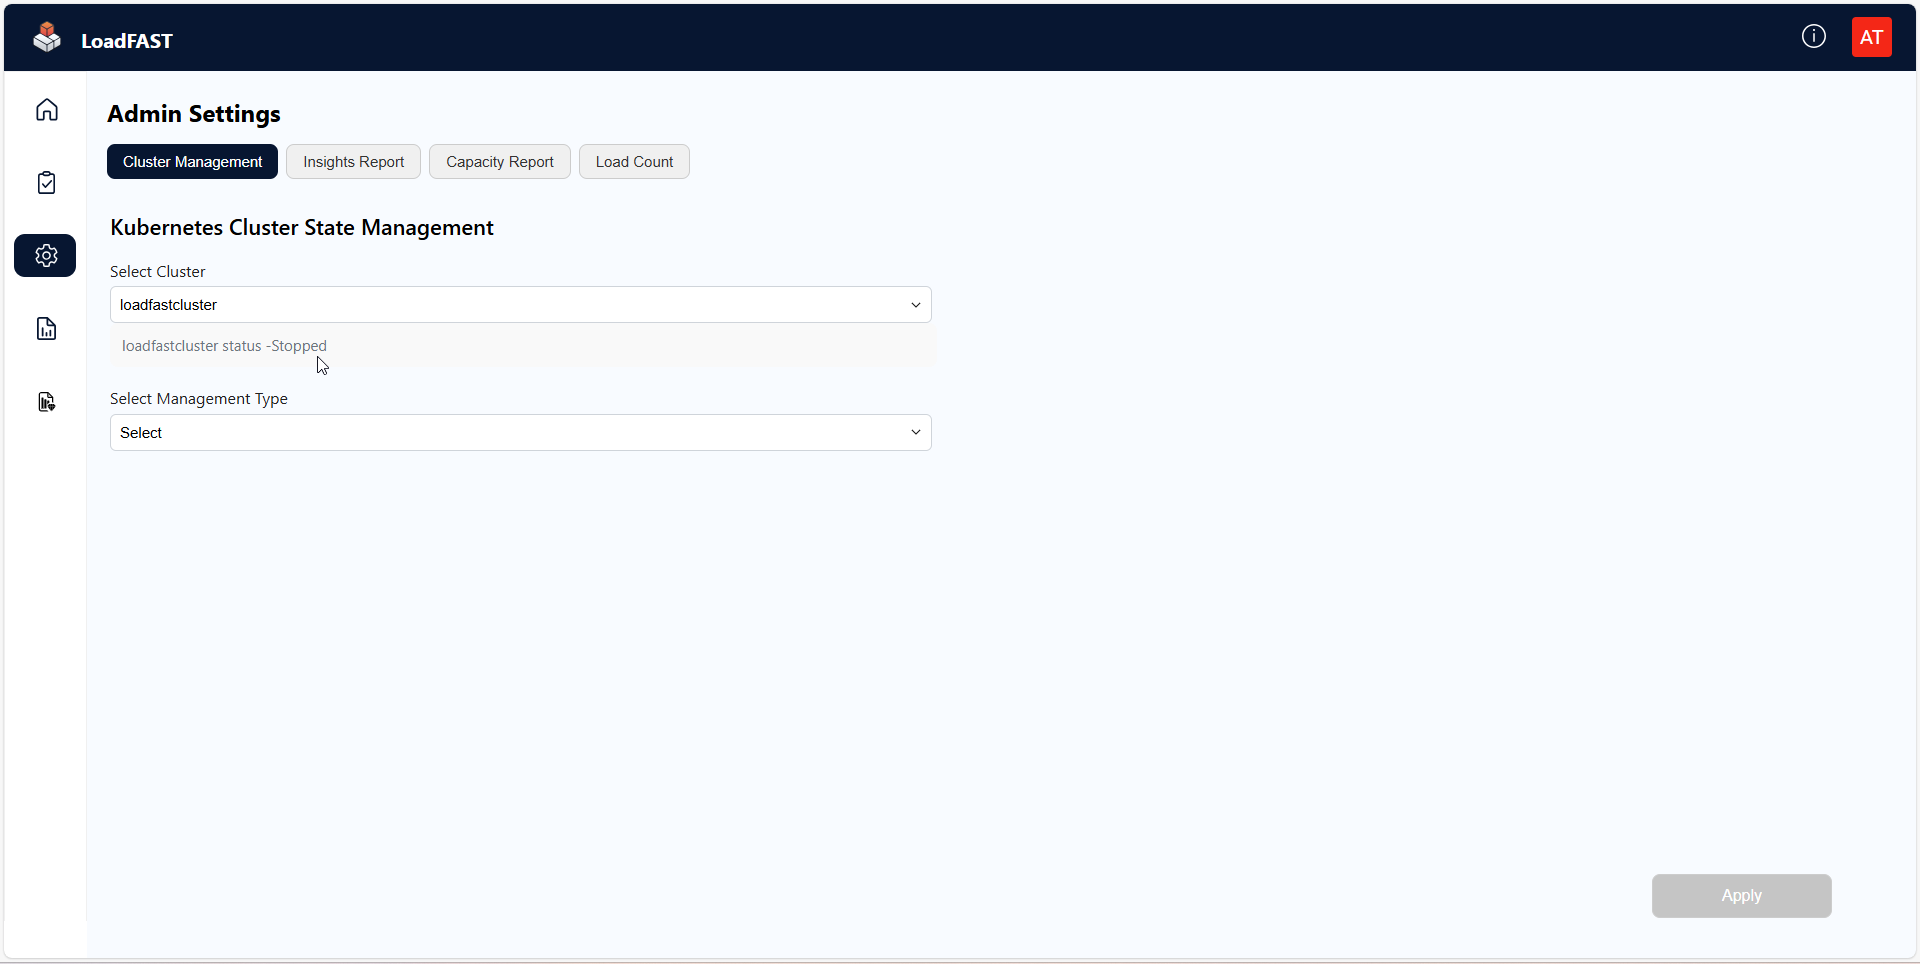 LoadFAST
AT
Admin Settings
Cluster Management
Insights Report
Capacity Report
Load Count
Kubernetes Cluster State Management
Select Cluster
loadfastcluster
loadfastcluster status -Stopped
Select Management Type
Select
Apply